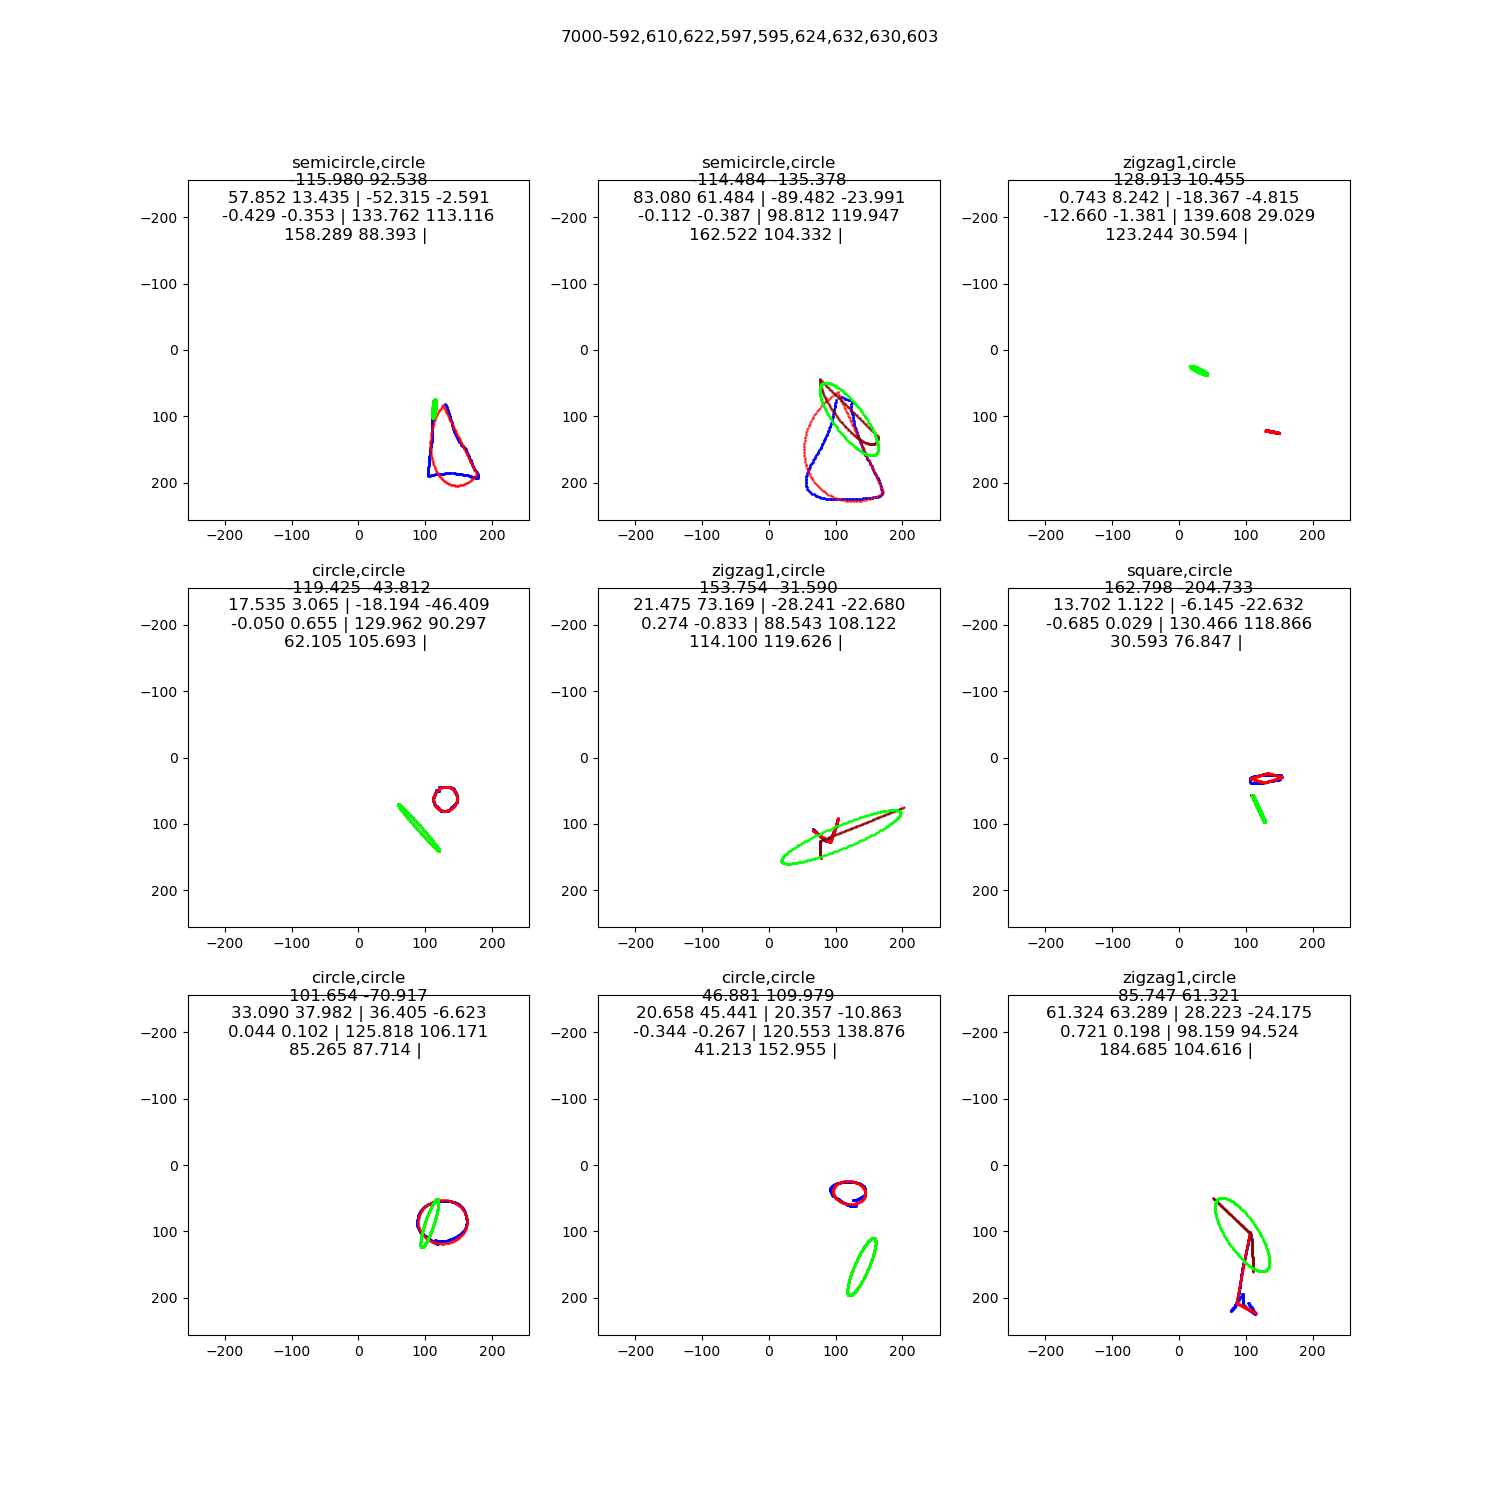 7000-592,610,622,597,595,624,632,630,603
semicircle,circle
-115.980 92.538
57.852 13.435 | -52.315 -2.591
-0.429 -0.353 | 133.762 113.116
158.289 88.393 |
−200
−100
0
100
200
−200 −100 0 100 200
semicircle,circle
-114.484 -135.378
83.080 61.484 | -89.482 -23.991
-0.112 -0.387 | 98.812 119.947
162.522 104.332 |
−200
−100
0
100
200
−200 −100 0 100 200
zigzag1,circle
128.913 10.455
0.743 8.242 | -18.367 -4.815
-12.660 -1.381 | 139.608 29.029
123.244 30.594 |
−200
−100
0
100
200
−200 −100 0 100 200
circle,circle
-119.425 -43.812
17.535 3.065 | -18.194 -46.409
-0.050 0.655 | 129.962 90.297
62.105 105.693 |
−200
−100
0
100
200
−200 −100 0 100 200
zigzag1,circle
153.754 -31.590
21.475 73.169 | -28.241 -22.680
0.274 -0.833 | 88.543 108.122
114.100 119.626 |
−200
−100
0
100
200
−200 −100 0 100 200
square,circle
162.798 -204.733
13.702 1.122 | -6.145 -22.632
-0.685 0.029 | 130.466 118.866
30.593 76.847 |
−200
−100
0
100
200
−200 −100 0 100 200
circle,circle
101.654 -70.917
33.090 37.982 | 36.405 -6.623
0.044 0.102 | 125.818 106.171
85.265 87.714 |
−200
−100
0
100
200
−200 −100 0 100 200
circle,circle
46.881 109.979
20.658 45.441 | 20.357 -10.863
-0.344 -0.267 | 120.553 138.876
41.213 152.955 |
−200
−100
0
100
200
−200 −100 0 100 200
zigzag1,circle
85.747 61.321
61.324 63.289 | 28.223 -24.175
0.721 0.198 | 98.159 94.524
184.685 104.616 |
−200
−100
0
100
200
−200 −100 0 100 200